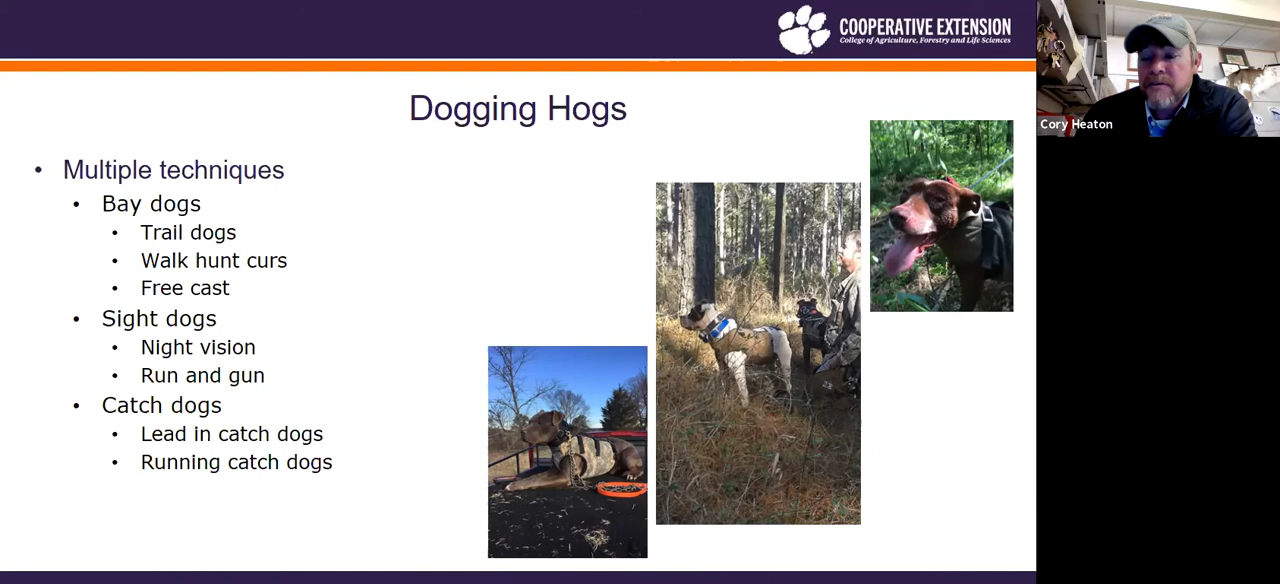 COOPERATIVE EXTENSION
College of Agriculture, Forestry and Life Sciences
Cory Heaton
Dogging Hogs
• Multiple techniques
• Bay dogs
• Trail dogs
• Walk hunt curs
• Free cast
• Sight dogs
• Night vision
• Run and gun
• Catch dogs
• Lead in catch dogs
• Running catch dogs